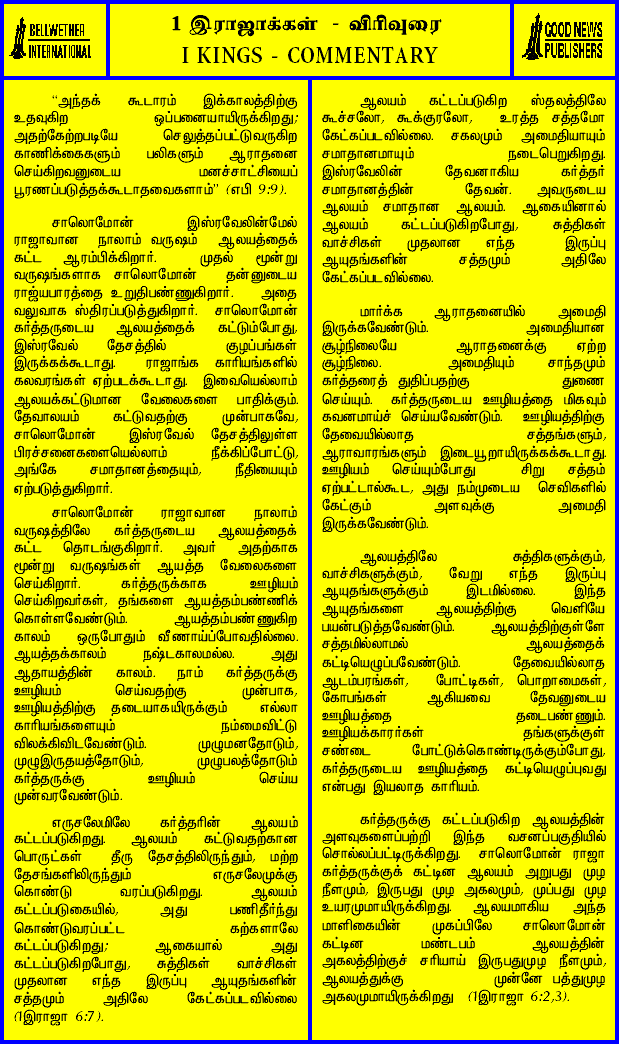 BELLWETHER
INTERNATIONAL
1 இராஜாக்கள் - விரிவுரை
I KINGS - COMMENTARY
GOOD NEWS
PUBLISHERS
“அந்தக் கூடாரம் இக்காலத்திற்கு
உதவுகிற ஒப்பனையாயிருக்கிறது;
அதற்கேற்றபடியே செலுத்தப்பட்டுவருகிற
காணிக்கைகளும் பலிகளும் ஆராதனை
செய்கிறவனுடைய மனச்சாட்சியைப்
பூரணப்படுத்தக்கூடாதவைகளாம்” (எபி 9:9).
சாலொமோன் இஸ்ரவேலின்மேல்
ராஜாவான நாலாம் வருஷம் ஆலயத்தைக்
கட்ட ஆரம்பிக்கிறார். முதல் மூன்று
வருஷங்களாக சாலொமோன் தன்னுடைய
ராஜ்யபாரத்தை உறுதிபண்ணுகிறார். அதை
வலுவாக ஸ்திரப்படுத்துகிறார். சாலொமோன்
கர்த்தருடைய ஆலயத்தைக் கட்டும்போது,
இஸ்ரவேல் தேசத்தில் குழப்பங்கள்
இருக்கக்கூடாது. ராஜாங்க காரியங்களில்
கலவரங்கள் ஏற்படக்கூடாது. இவையெல்லாம்
ஆலயக்கட்டுமான வேலைகளை பாதிக்கும்.
தேவாலயம் கட்டுவதற்கு முன்பாகவே,
சாலொமோன் இஸ்ரவேல் தேசத்திலுள்ள
பிரச்சனைகளையெல்லாம் நீக்கிப்போட்டு,
அங்கே சமாதானத்தையும், நீதியையும்
ஏற்படுத்துகிறார்.
சாலொமோன் ராஜாவான நாலாம்
வருஷத்திலே கர்த்தருடைய ஆலயத்தைக்
கட்ட தொடங்குகிறார். அவர் அதற்காக
மூன்று வருஷங்கள் ஆயத்த வேலைகளை
செய்கிறார். கர்த்தருக்காக ஊழியம்
செய்கிறவர்கள், தங்களை ஆயத்தம்பண்ணிக்
கொள்ளவேண்டும். ஆயத்தம்பண்ணுகிற
காலம் ஒருபோதும் வீணாய்ப்போவதில்லை.
ஆயத்தக்காலம் நஷ்டகாலமல்ல. அது
ஆதாயத்தின் காலம். நாம் கர்த்தருக்கு
ஊழியம் செய்வதற்கு முன்பாக,
ஊழியத்திற்கு தடையாகயிருக்கும் எல்லா
காரியங்களையும் நம்மைவிட்டு
விலக்கிவிடவேண்டும். முழுமனதோடும்,
முழுஇருதயத்தோடும், முழுபலத்தோடும்
கர்த்தருக்கு ஊழியம் செய்ய
முன்வரவேண்டும்.
எருசலேமிலே கர்த்தரின் ஆலயம்
கட்டப்படுகிறது. ஆலயம் கட்டுவதற்கான
பொருட்கள் தீரு தேசத்திலிருந்தும், மற்ற
தேசங்களிலிருந்தும் எருசலேமுக்கு
கொண்டு வரப்படுகிறது. ஆலயம்
கட்டப்படுகையில், அது பணிதீர்ந்து
கொண்டுவரப்பட்ட கற்களாலே
கட்டப்படுகிறது; ஆகையால் அது
கட்டப்படுகிறபோது, சுத்திகள் வாச்சிகள்
முதலான எந்த இருப்பு ஆயுதங்களின்
சத்தமும் அதிலே கேட்கப்படவில்லை
(1இராஜா 6:7).
ஆலயம் கட்டப்படுகிற ஸ்தலத்திலே
கூச்சலோ, கூக்குரலோ, உரத்த சத்தமோ
கேட்கப்படவில்லை. சகலமும் அமைதியாயும்
சமாதானமாயும் நடைபெறுகிறது.
இஸ்ரவேலின் தேவனாகிய கர்த்தர்
சமாதானத்தின் தேவன். அவருடைய
ஆலயம் சமாதான ஆலயம். ஆகையினால்
ஆலயம் கட்டப்படுகிறபோது, சுத்திகள்
வாச்சிகள் முதலான எந்த இருப்பு
ஆயுதங்களின் சத்தமும் அதிலே
கேட்கப்படவில்லை.
மார்க்க ஆராதனையில் அமைதி
இருக்கவேண்டும். அமைதியான
சூழ்நிலையே ஆராதனைக்கு ஏற்ற
சூழ்நிலை. அமைதியும் சாந்தமும்
கர்த்தரைத் துதிப்பதற்கு துணை
செய்யும். கர்த்தருடைய ஊழியத்தை மிகவும்
கவனமாய்ச் செய்யவேண்டும். ஊழியத்திற்கு
தேவையில்லாத சத்தங்களும்,
ஆரவாரங்களும் இடையூறாயிருக்கக்கூடாது.
ஊழியம் செய்யும்போது சிறு சத்தம்
ஏற்பட்டால்கூட, அது நம்முடைய செவிகளில்
கேட்கும் அளவுக்கு அமைதி
இருக்கவேண்டும்.
ஆலயத்திலே சுத்திகளுக்கும்,
வாச்சிகளுக்கும், வேறு எந்த இருப்பு
ஆயுதங்களுக்கும் இடமில்லை. இந்த
ஆயுதங்களை ஆலயத்திற்கு வெளியே
பயன்படுத்தவேண்டும். ஆலயத்திற்குள்ளே
சத்தமில்லாமல் ஆலயத்தைக்
கட்டியெழுப்பவேண்டும். தேவையில்லாத
ஆடம்பரங்கள், போட்டிகள், பொறாமைகள்,
கோபங்கள் ஆகியவை தேவனுடைய
ஊழியத்தை தடைபண்ணும்.
ஊழியக்காரர்கள் தங்களுக்குள்
சண்டை போட்டுக்கொண்டிருக்கும்போது,
கர்த்தருடைய ஊழியத்தை கட்டியெழுப்புவது
என்பது இயலாத காரியம்.
கர்த்தருக்கு கட்டப்படுகிற ஆலயத்தின்
அளவுகளைப்பற்றி இந்த வசனப்பகுதியில்
சொல்லப்பட்டிருக்கிறது. சாலொமோன் ராஜா
கர்த்தருக்குக் கட்டின ஆலயம் அறுபது முழ
நீளமும், இருபது முழ அகலமும், முப்பது முழ
உயரமுமாயிருக்கிறது. ஆலயமாகிய அந்த
மாளிகையின் முகப்பிலே சாலொமோன்
கட்டின மண்டபம் ஆலயத்தின்
அகலத்திற்குச் சரியாய் இருபதுமுழ நீளமும்,
ஆலயத்துக்கு முன்னே பத்துமுழ
அகலமுமாயிருக்கிறது (1இராஜா 6:2,3).